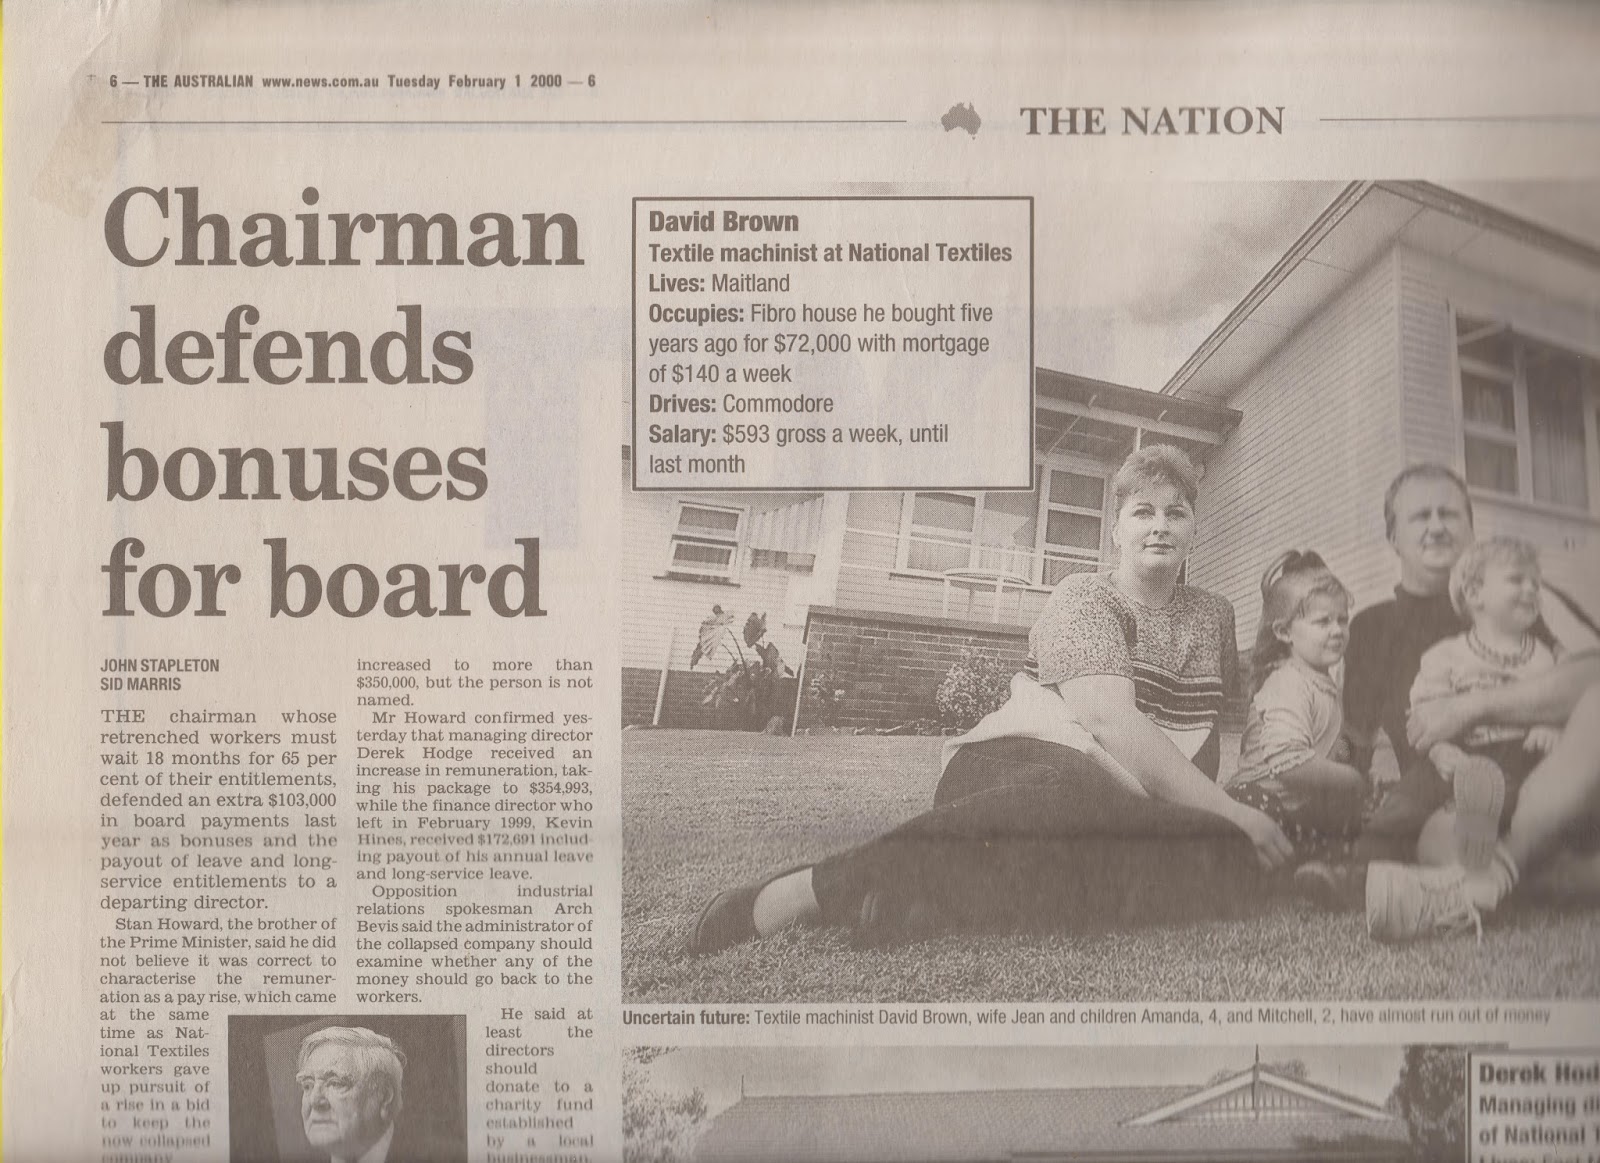 6 — THE AUSTRALIAN www.news.com.au Tuesday February 1 2000 — 6
THE NATION
Chairman
defends
bonuses
for board
JOHN STAPLETON
SID MARRIS
THE chairman whose
retrenched workers must
wait 18 months for 65 per
cent of their entitlements,
defended an extra $103,000
in board payments last
year as bonuses and the
payout of leave and long-
service entitlements to a
departing director.
Stan Howard, the brother of
the Prime Minister, said he did
not believe it was correct to
characterise the remuner-
ation as a pay rise, which came
at the same
time as Nat-
ional Textiles
workers gave
up pursuit of
a rise in a bid
to keep the
now collapsed
company
increased to more than
$350,000, but the person is not
named.
Mr Howard confirmed yes-
terday that managing director
Derek Hodge received an
increase in remuneration, tak-
ing his package to $354,993,
while the finance director who
left in February 1999, Kevin
Hines, received $172,691 includ-
ing payout of his annual leave
and long-service leave.
Opposition industrial
relations spokesman Arch
Bevis said the administrator of
the collapsed company should
examine whether any of the
money should go back to the
workers.
He said at
least the
directors
should
donate to a
charity fund
established
by a local
businessman,
David Brown
Textile machinist at National Textiles
Lives: Maitland
Occupies: Fibro house he bought five
years ago for $72,000 with mortgage
of $140 a week
Drives: Commodore
Salary: $593 gross a week, until
last month
Uncertain future: Textile machinist David Brown, wife Jean and children Amanda, 4, and Mitchell, 2, have almost run out of money
Derek Hod
Managing di
of National T